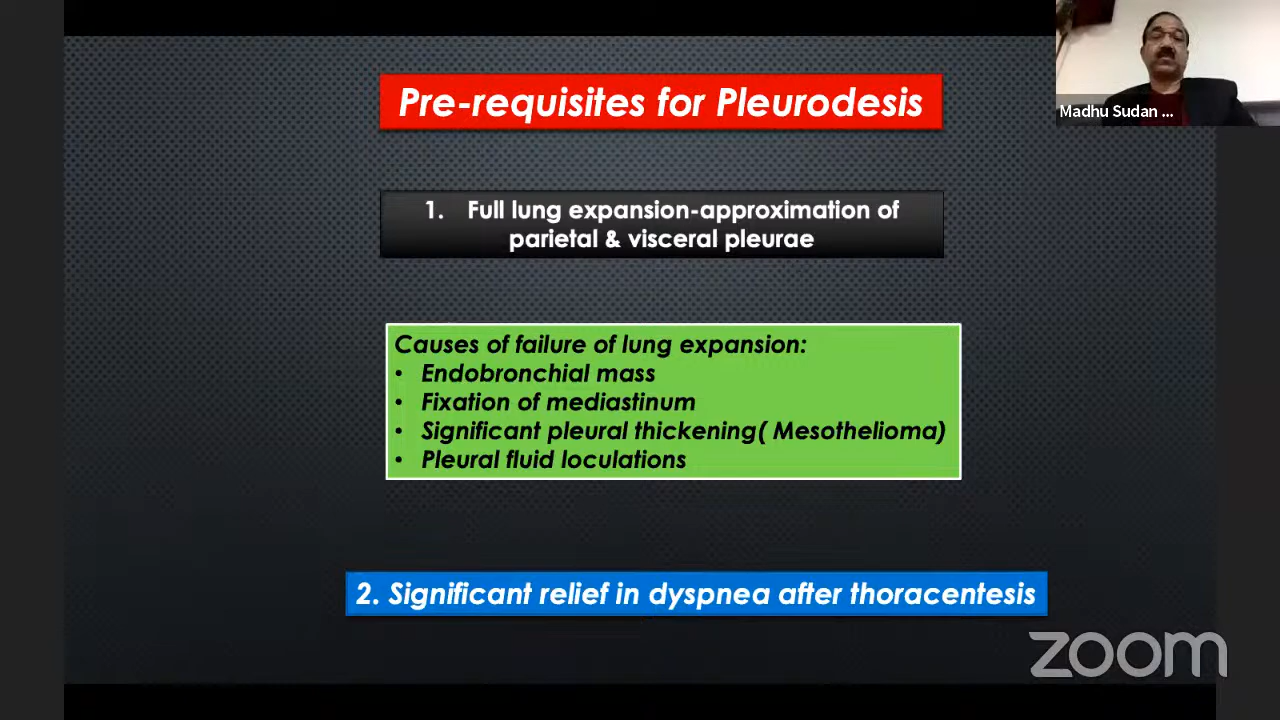 Pre-requisites for Pleurodesis
Madhu Sudan ...
1. Full lung expansion-approximation of
parietal & visceral pleurae
Causes of failure of lung expansion:
• Endobronchial mass
• Fixation of mediastinum
• Significant pleural thickening( Mesothelioma)
• Pleural fluid loculations
2. Significant relief in dyspnea after thoracentesis
zoom